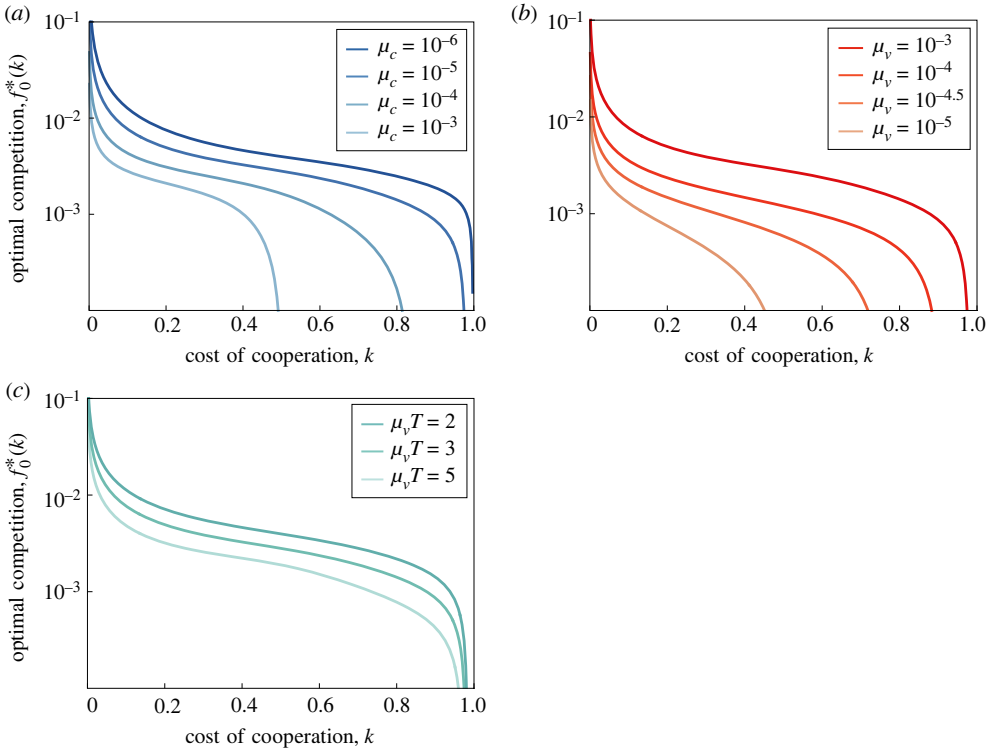 (a)
10⁻¹
10⁻²
10⁻³
optimal competition, f₀*(k)
μ_c = 10⁻⁶
μ_c = 10⁻⁵
μ_c = 10⁻⁴
μ_c = 10⁻³
0 0.2 0.4 0.6 0.8 1.0
cost of cooperation, k
(b)
10⁻¹
10⁻²
10⁻³
μ_v = 10⁻³
μ_v = 10⁻⁴
μ_v = 10⁻⁴·⁵
μ_v = 10⁻⁵
0 0.2 0.4 0.6 0.8 1.0
cost of cooperation, k
(c)
10⁻¹
10⁻²
10⁻³
optimal competition, f₀*(k)
μ_vT = 2
μ_vT = 3
μ_vT = 5
0 0.2 0.4 0.6 0.8 1.0
cost of cooperation, k